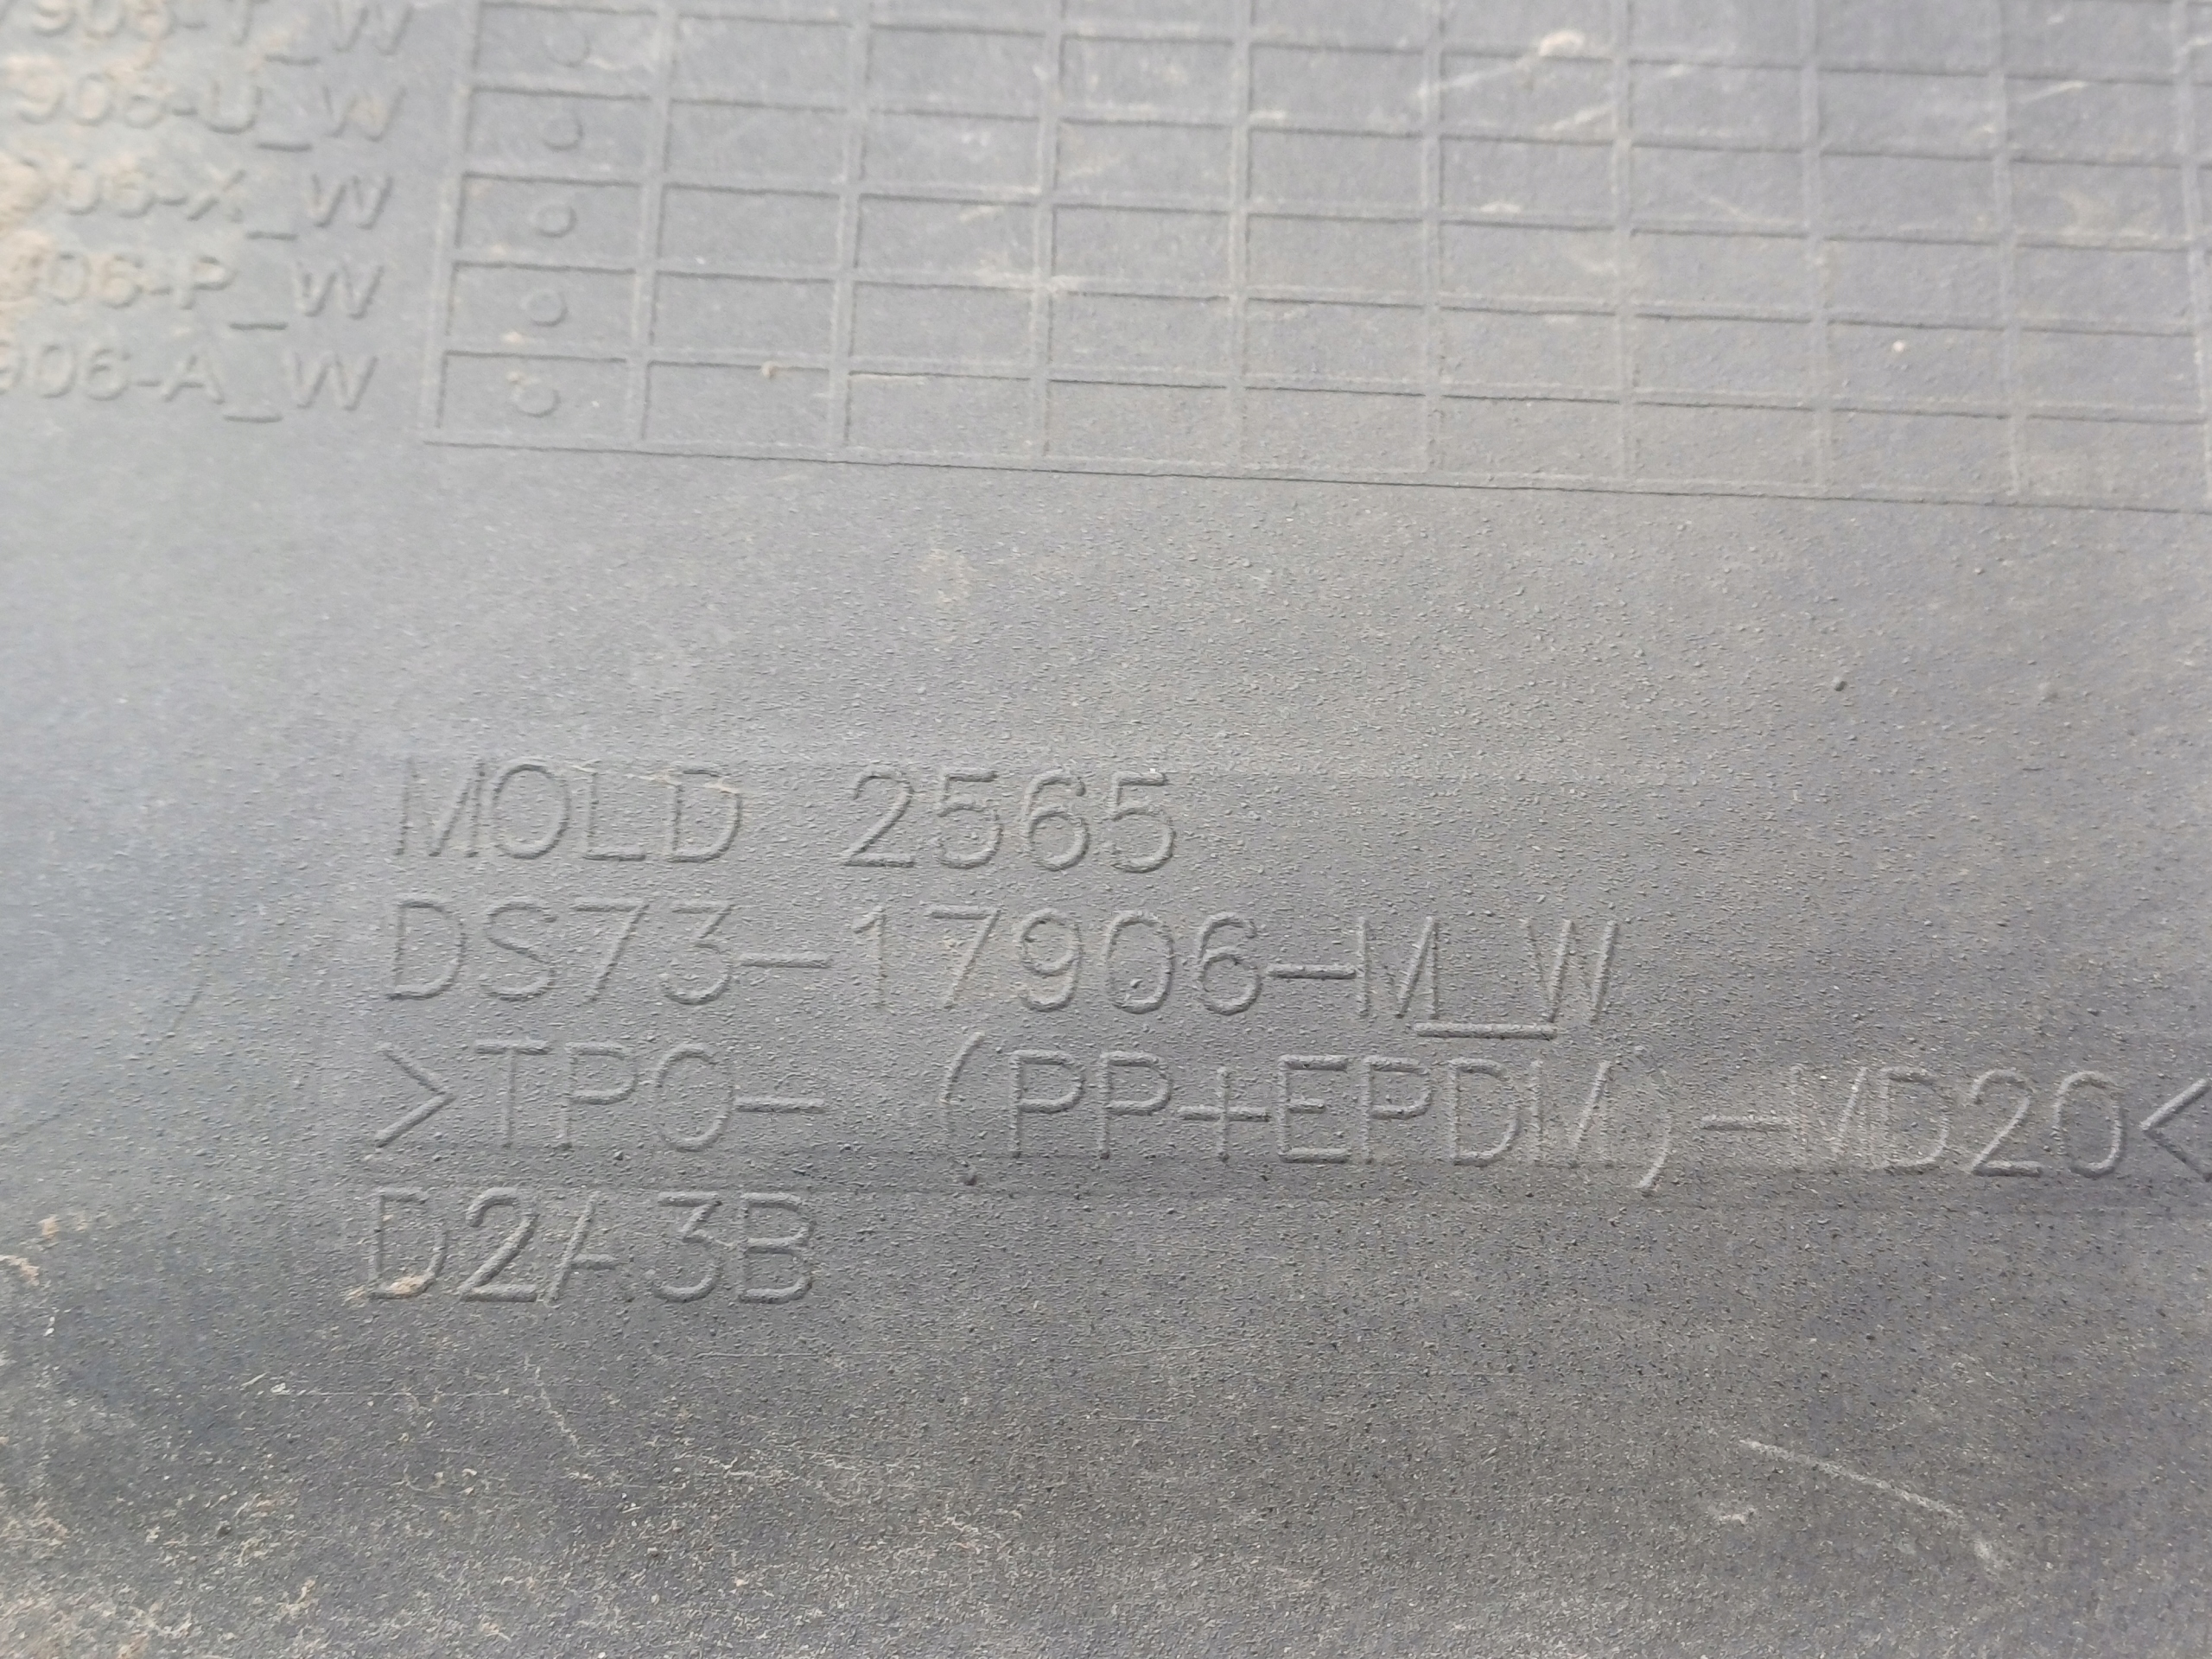 7906-T_W
906-U_W
906-X_W
906-P_W
906-A_W
MOLD 2565
DS73-17906-M_W
>TPO- (PP+EPDM)-MD20<
D2A3B